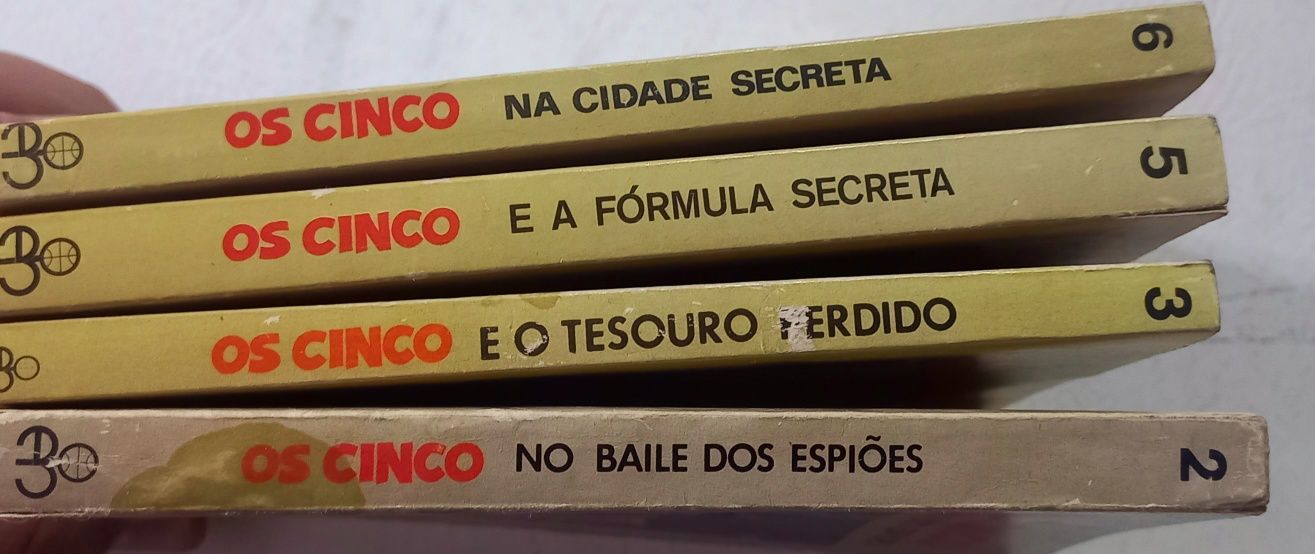 OS CINCO NA CIDADE SECRETA 6
OS CINCO E A FÓRMULA SECRETA 5
OS CINCO E O TESOURO PERDIDO 3
OS CINCO NO BAILE DOS ESPIÕES 2